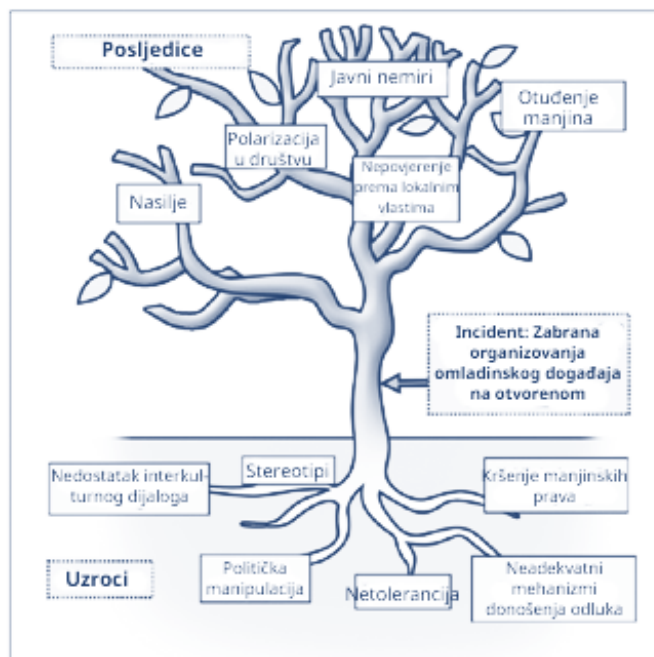 Posljedice
Javni nemiri
Otuđenje
manjina
Polarizacija
u društvu
Nepovjerenje
prema lokalnim
vlastima
Nasilje
Incident: Zabrana
organizovanja
omladinskog događaja
na otvorenom
Nedostatak interkul-
turnog dijaloga
Stereotipi
Kršenje manjinskih
prava
Uzroci
Politička
manipulacija
Netolerancija
Neadekvatni
mehanizmi
donošenja odluka